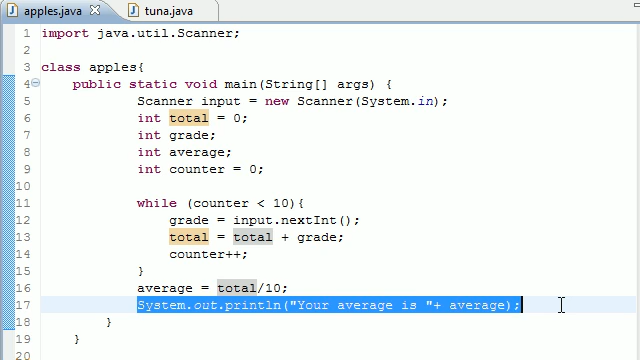 apples.java tuna.java
1 import java.util.Scanner;
2
3 class apples{
4 public static void main(String[] args) {
5 Scanner input = new Scanner(System.in);
6 int total = 0;
7 int grade;
8 int average;
9 int counter = 0;
10
11 while (counter < 10){
12 grade = input.nextInt();
13 total = total + grade;
14 counter++;
15 }
16 average = total/10;
17 System.out.println("Your average is "+ average);
18 }
19 }
20